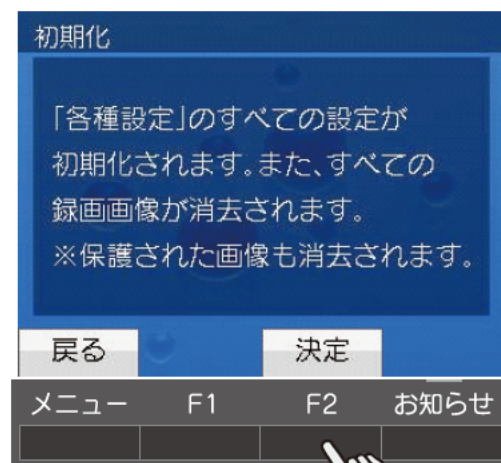 初期化
「各種設定」のすべての設定が
初期化されます。また、すべての
録画画像が消去されます。
※保護された画像も消去されます。
戻る 決定
メニュー F1 F2 お知らせ